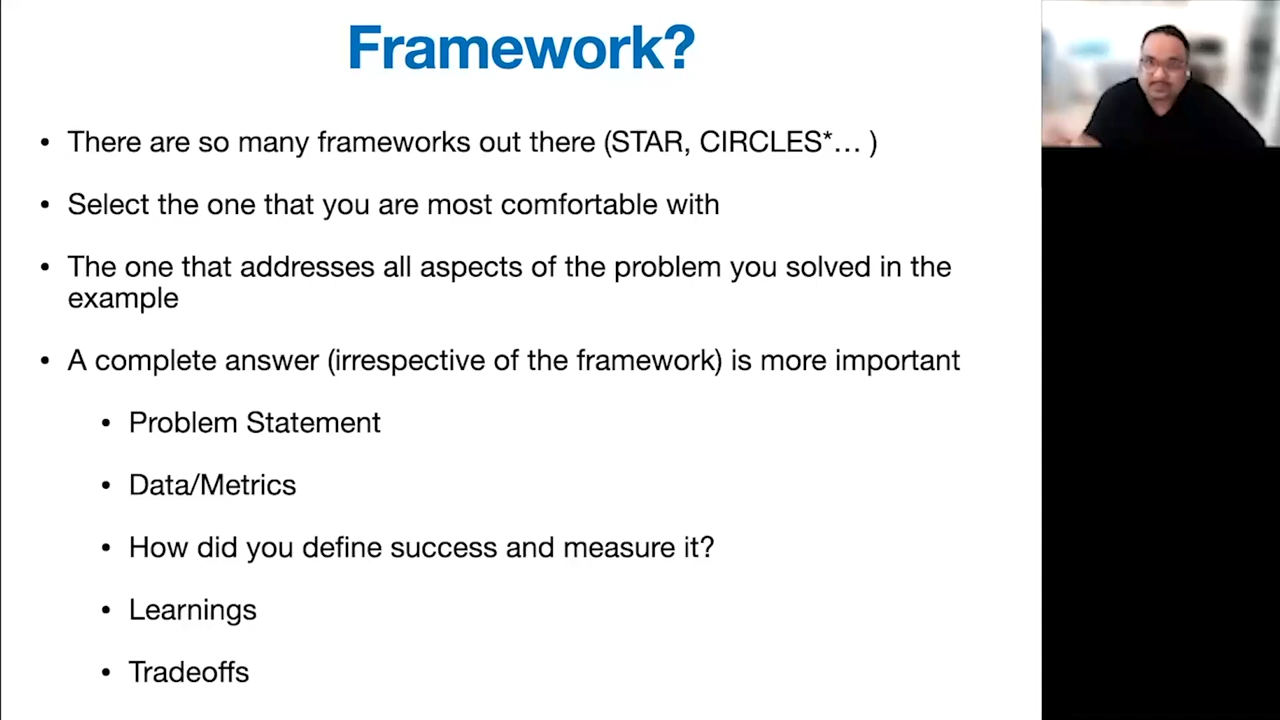 Framework?
• There are so many frameworks out there (STAR, CIRCLES*... )
• Select the one that you are most comfortable with
• The one that addresses all aspects of the problem you solved in the
example
• A complete answer (irrespective of the framework) is more important
• Problem Statement
• Data/Metrics
• How did you define success and measure it?
• Learnings
• Tradeoffs